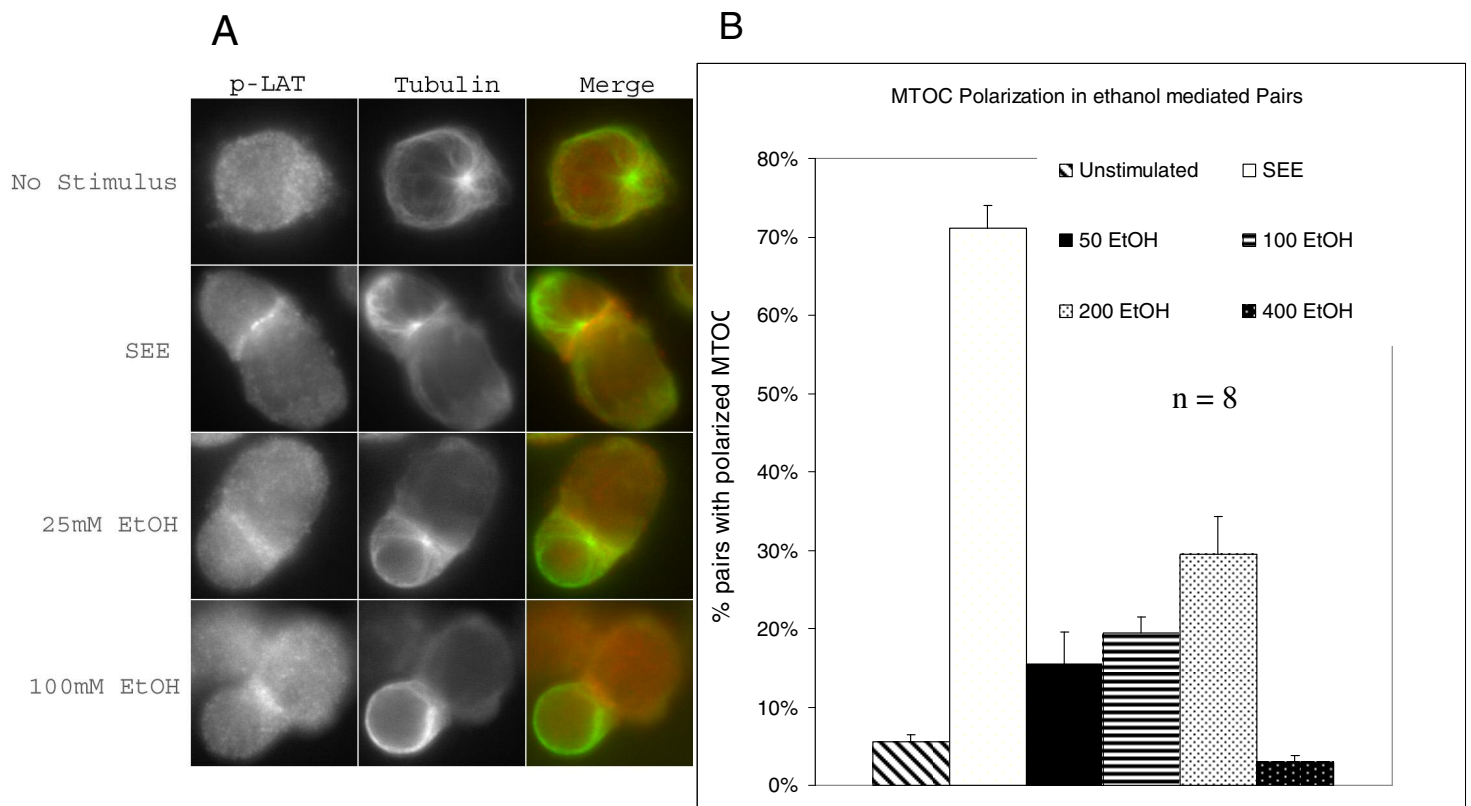 A
p-LAT Tubulin Merge
No Stimulus
SEE
25mM EtOH
100mM EtOH
B
MTOC Polarization in ethanol mediated Pairs
% pairs with polarized MTOC
80%
70%
60%
50%
40%
30%
20%
10%
0%
Unstimulated SEE
50 EtOH 100 EtOH
200 EtOH 400 EtOH
n = 8